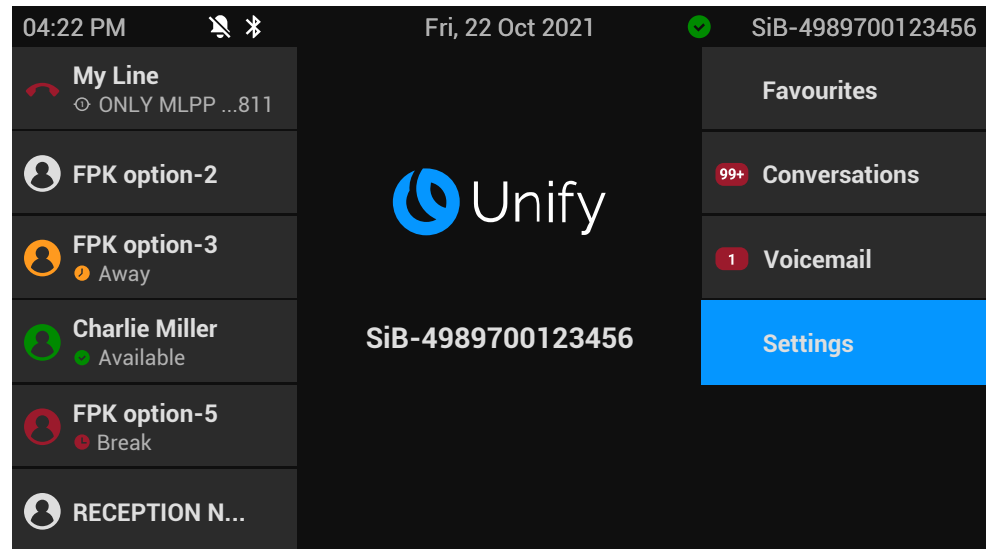 04:22 PM
Fri, 22 Oct 2021
SiB-4989700123456
My Line
ONLY MLPP ...811
FPK option-2
FPK option-3
Away
Charlie Miller
Available
FPK option-5
Break
RECEPTION N...
Unify
SiB-4989700123456
Favourites
99+ Conversations
1 Voicemail
Settings